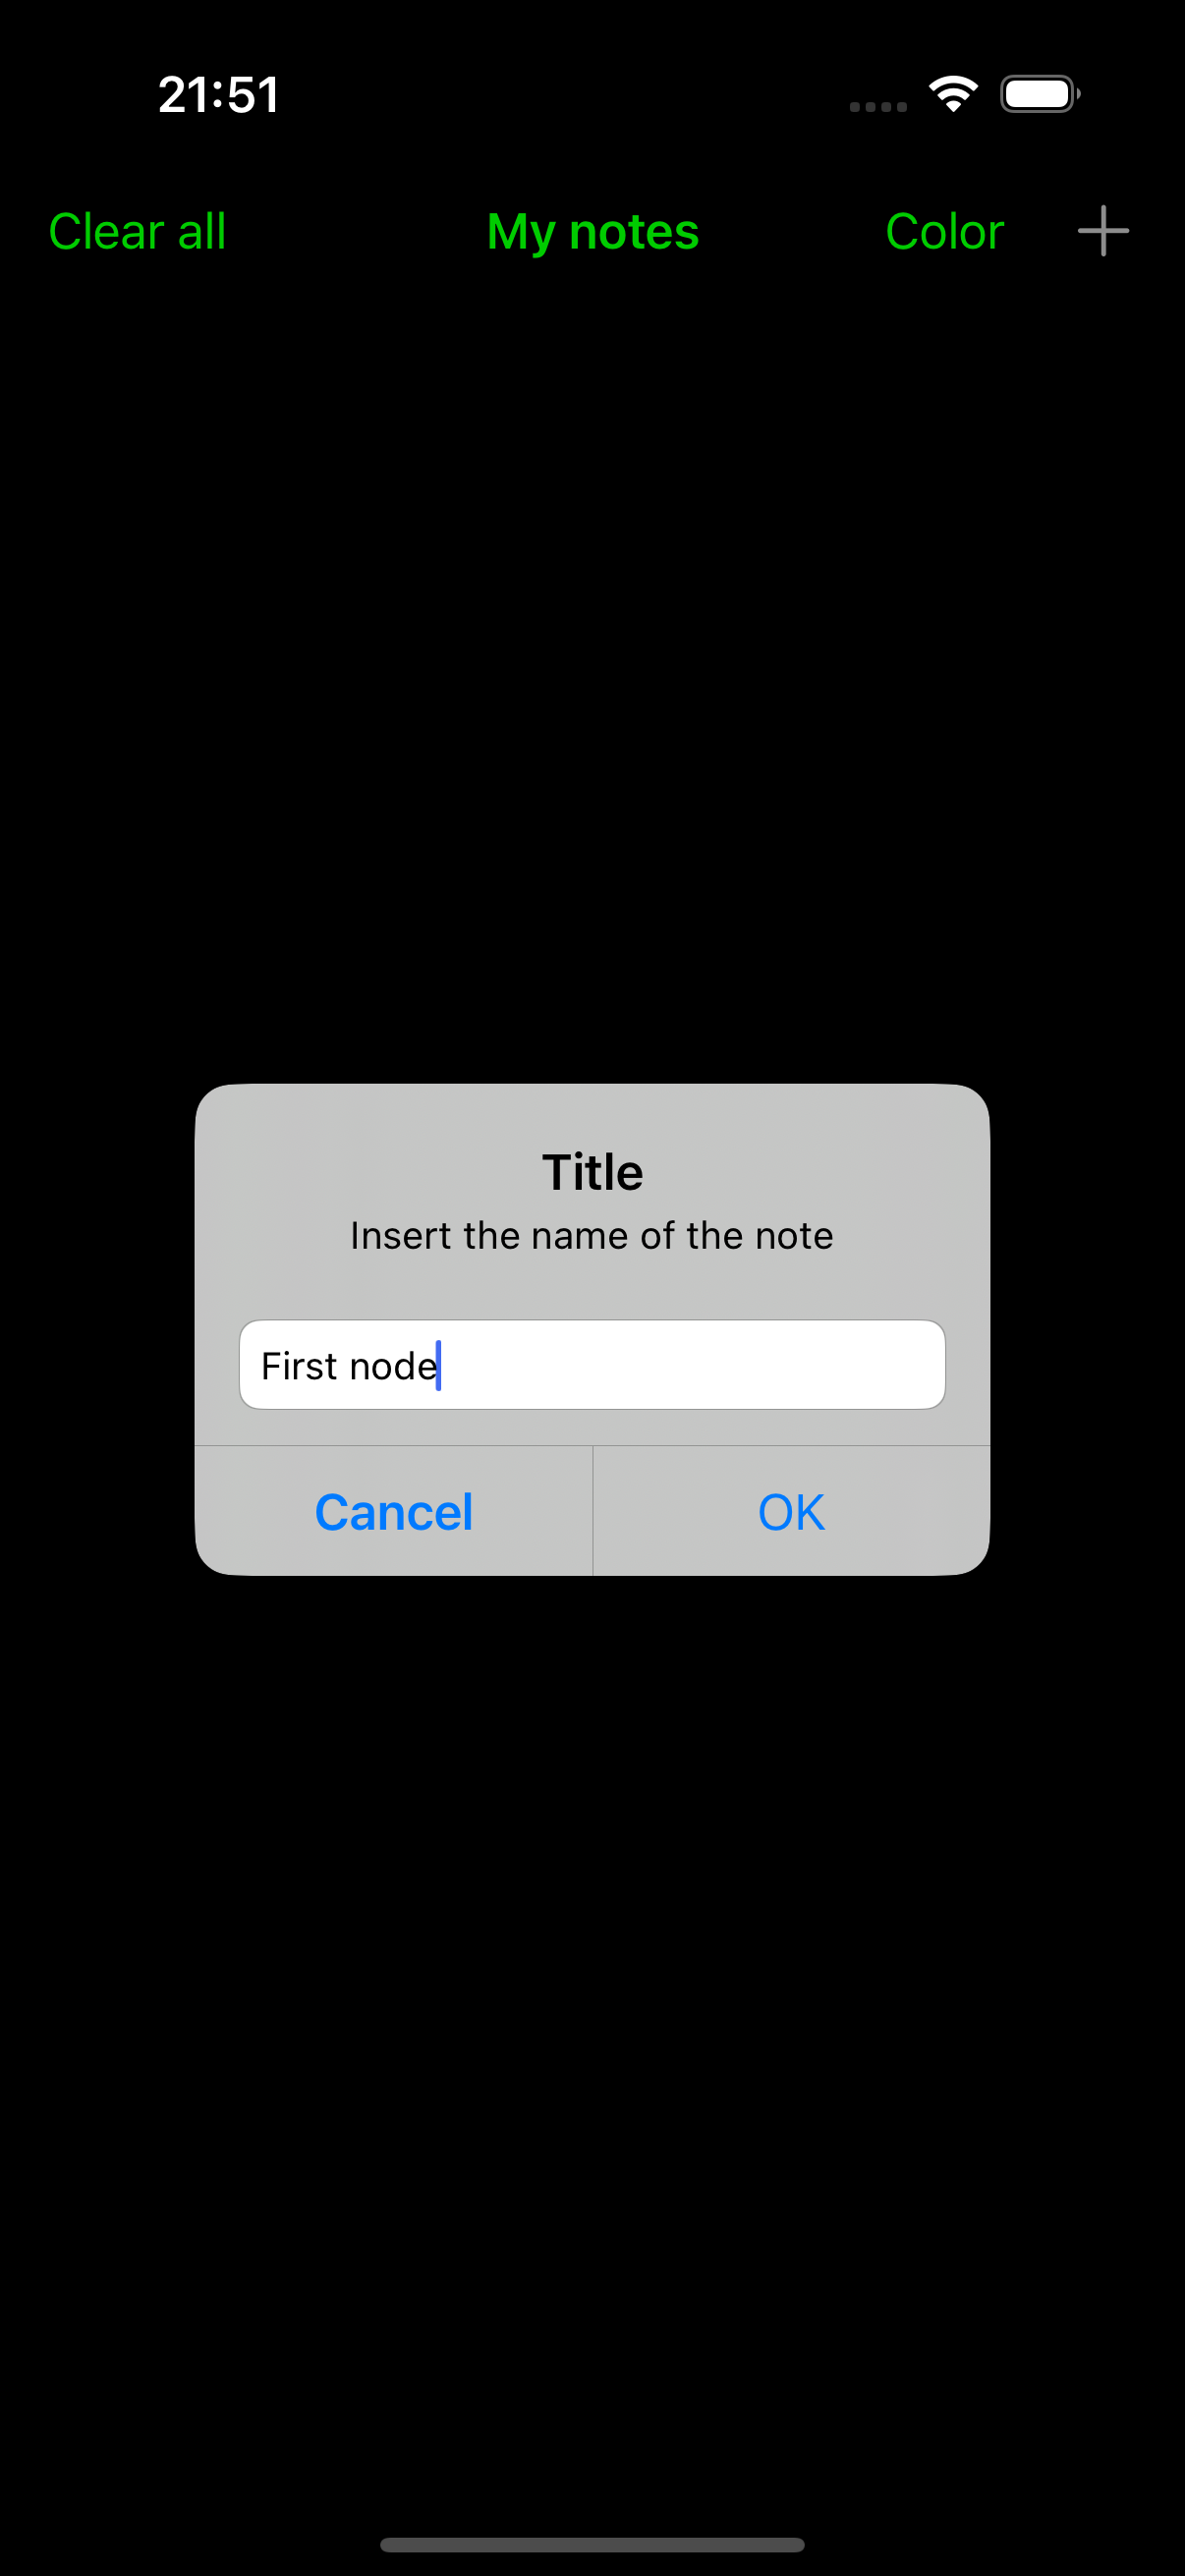 21:51
Clear all My notes Color
Title
Insert the name of the note
First node
Cancel OK